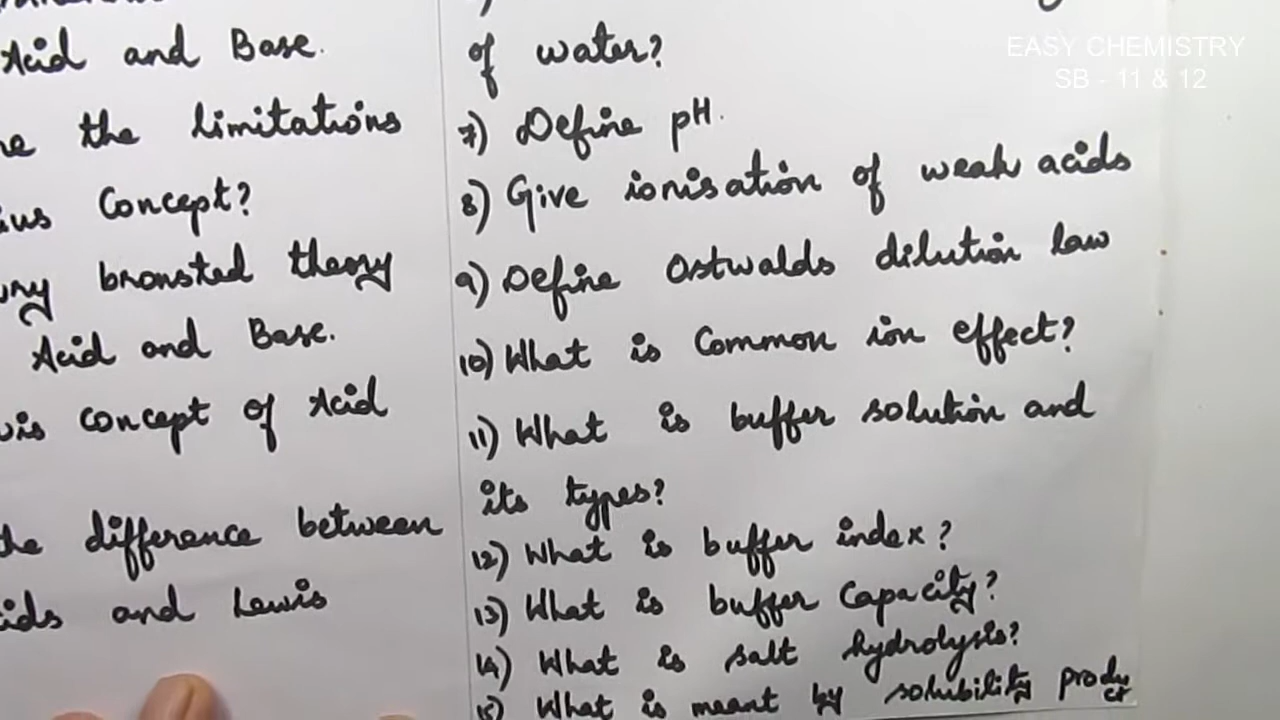 Acid and Base.
the limitations
Concept?
bronsted theory
Acid and Base.
concept of Acid
the difference between
and Lewis
of water?
7) Define pH.
8) Give ionisation of weak acids
9) Define Ostwalds dilution law
10) What is Common ion effect?
11) What is buffer solution and
its types?
12) What is buffer index?
13) What is buffer Capacity?
14) What is salt hydrolysis?
15) What is meant by solubility product
EASY CHEMISTRY
SB - 11 & 12